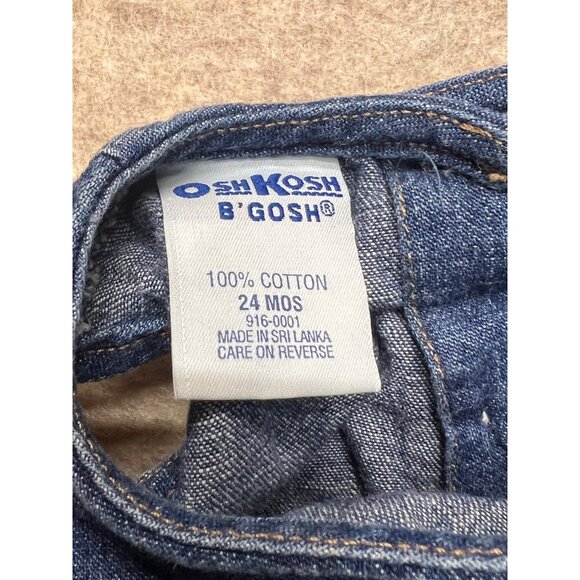 OSHKOSH
B'GOSH®
100% COTTON
24 MOS
916-0001
MADE IN SRI LANKA
CARE ON REVERSE